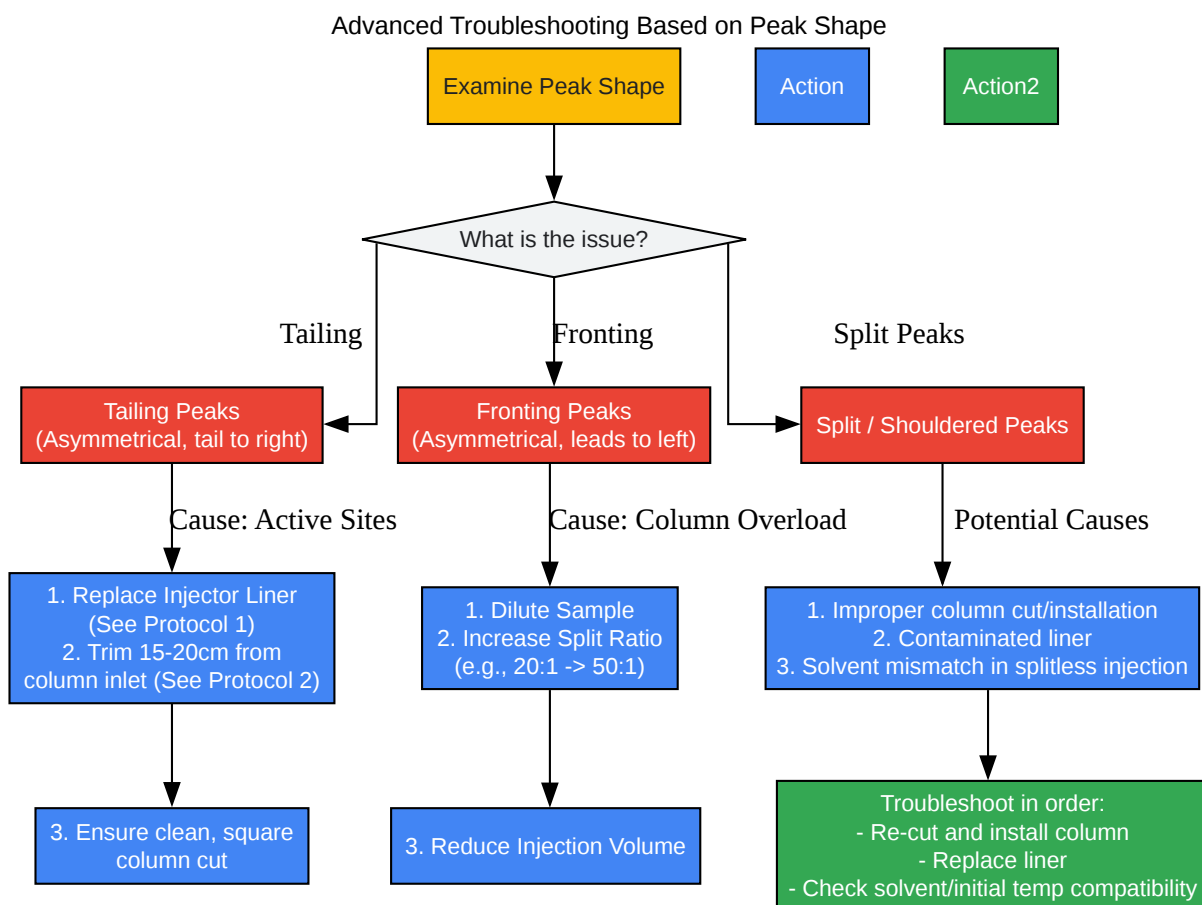 Advanced Troubleshooting Based on Peak Shape
Examine Peak Shape
Action
Action2
What is the issue?
Tailing
Fronting
Split Peaks
Tailing Peaks
(Asymmetrical, tail to right)
Fronting Peaks
(Asymmetrical, leads to left)
Split / Shouldered Peaks
Cause: Active Sites
Cause: Column Overload
Potential Causes
1. Replace Injector Liner
(See Protocol 1)
2. Trim 15-20cm from
column inlet (See Protocol 2)
1. Dilute Sample
2. Increase Split Ratio
(e.g., 20:1 -> 50:1)
1. Improper column cut/installation
2. Contaminated liner
3. Solvent mismatch in splitless injection
3. Ensure clean, square
column cut
3. Reduce Injection Volume
Troubleshoot in order:
- Re-cut and install column
- Replace liner
- Check solvent/initial temp compatibility